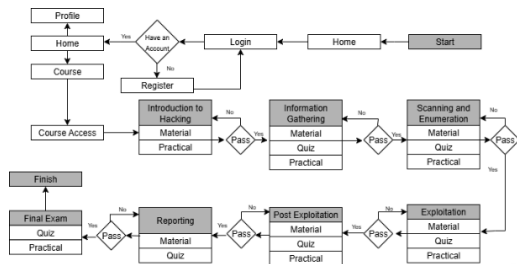 Profile
Home
Yes
Have an
Account
Login
Home
Start
Course
No
Register
Course Access
Introduction to
Hacking
Material
Practical
No
Pass
Yes
Information
Gathering
Material
Quiz
Practical
No
Pass
Yes
Scanning and
Enumeration
Material
Quiz
Practical
No
Pass
Yes
Finish
Final Exam
Quiz
Practical
No
Yes
Pass
Reporting
Material
Quiz
No
Yes
Pass
Post Exploitation
Material
Quiz
Practical
No
Yes
Pass
Exploitation
Material
Quiz
Practical